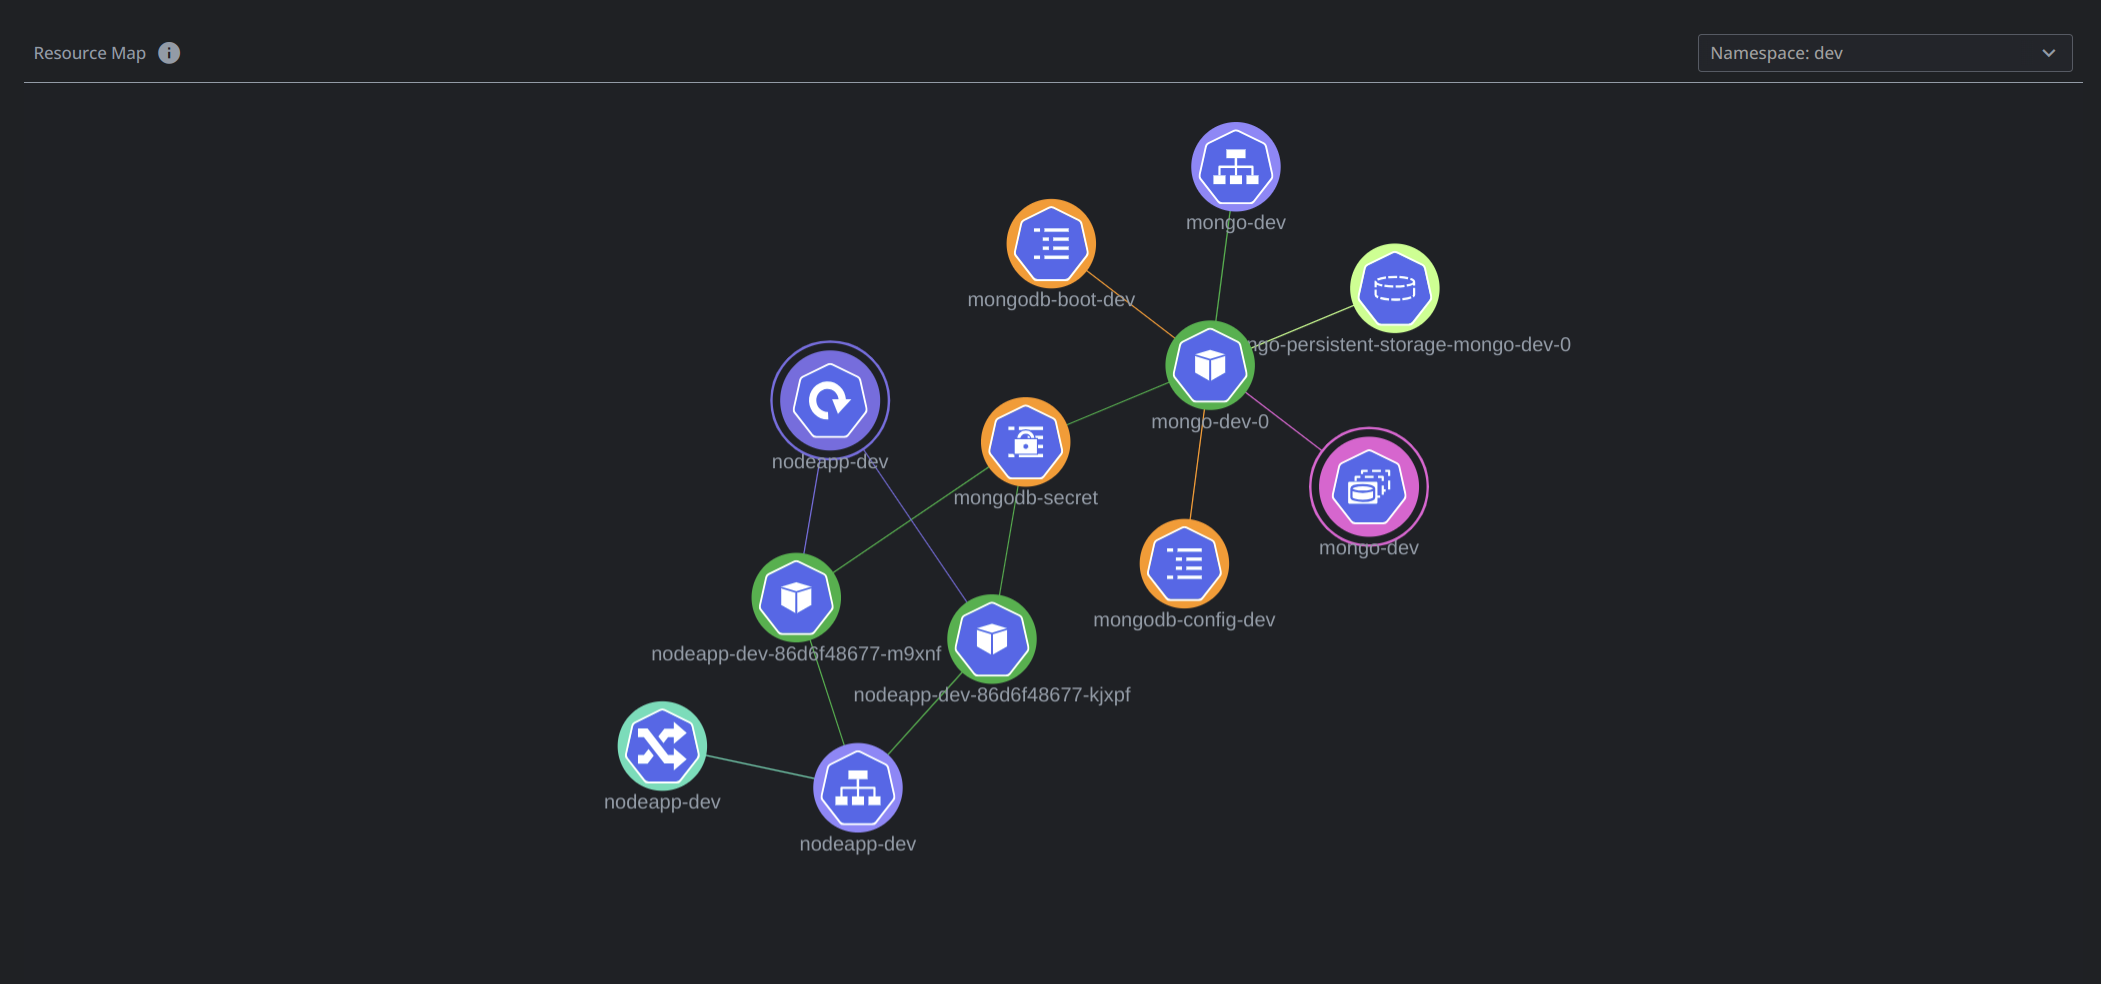 Resource Map
Namespace: dev
mongo-dev
mongodb-boot-dev
ngo-persistent-storage-mongo-dev-0
mongo-dev-0
nodeapp-dev
mongodb-secret
mongo-dev
mongodb-config-dev
nodeapp-dev-86d6f48677-m9xnf
nodeapp-dev-86d6f48677-kjxpf
nodeapp-dev
nodeapp-dev